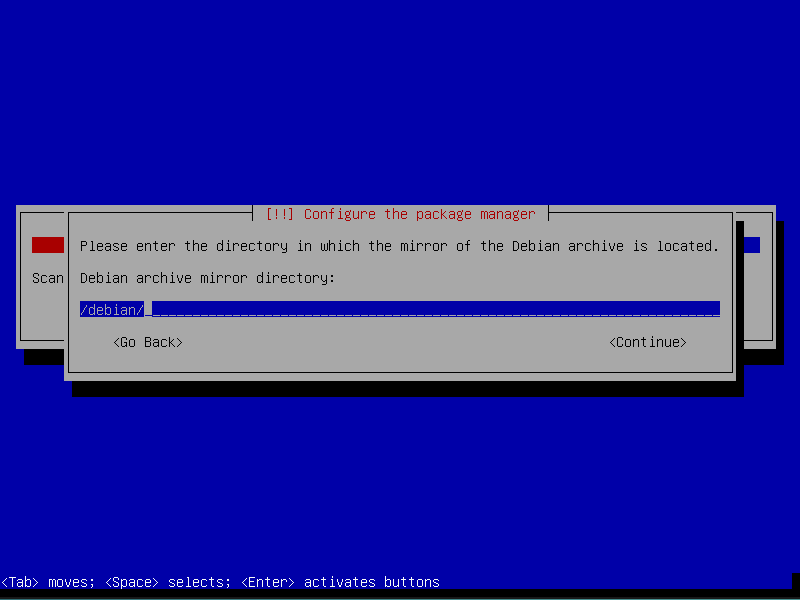 [!!] Configure the package manager
Please enter the directory in which the mirror of the Debian archive is located.
Scan
Debian archive mirror directory:
/debian/
<Go Back> <Continue>
<Tab> moves; <Space> selects; <Enter> activates buttons